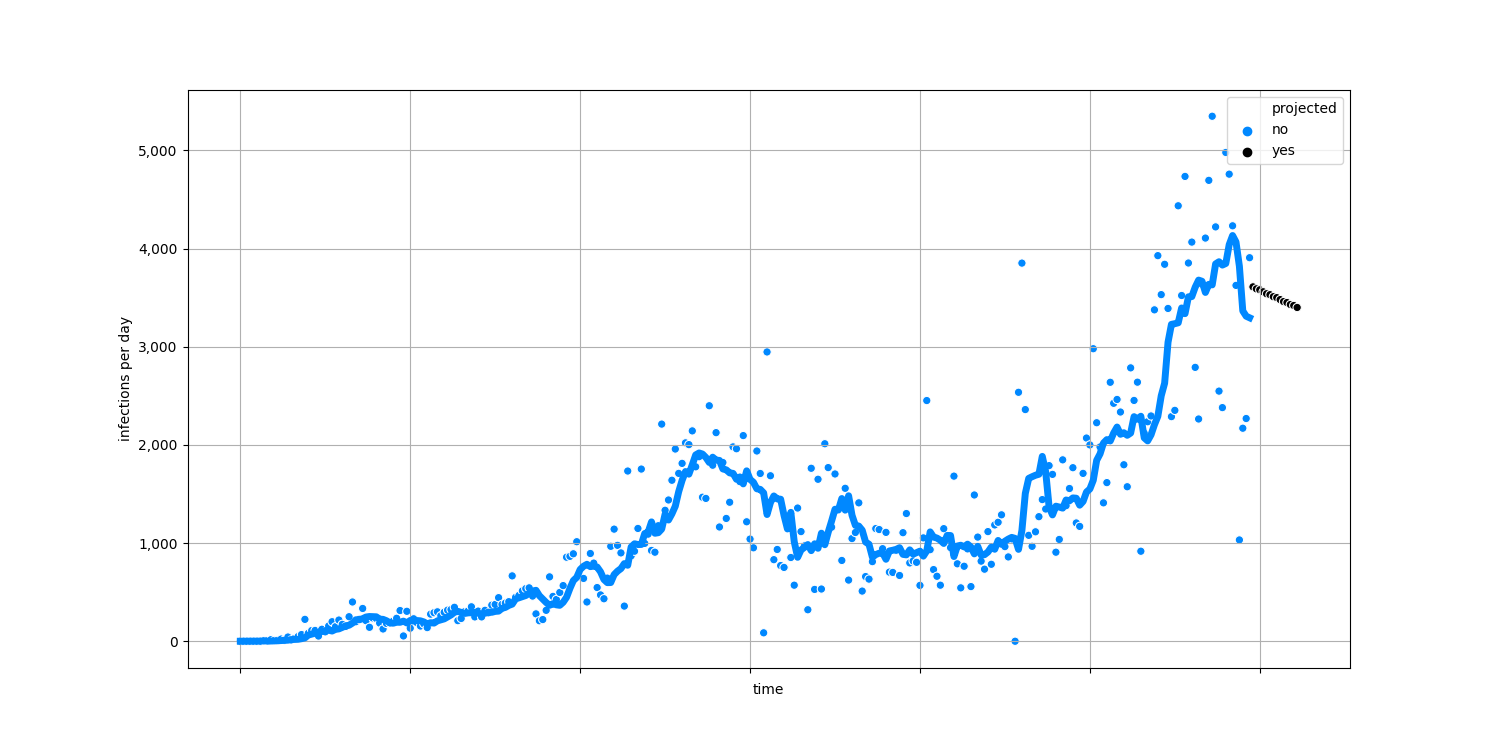 projected
no
yes
5,000
4,000
3,000
2,000
1,000
0
infections per day
time